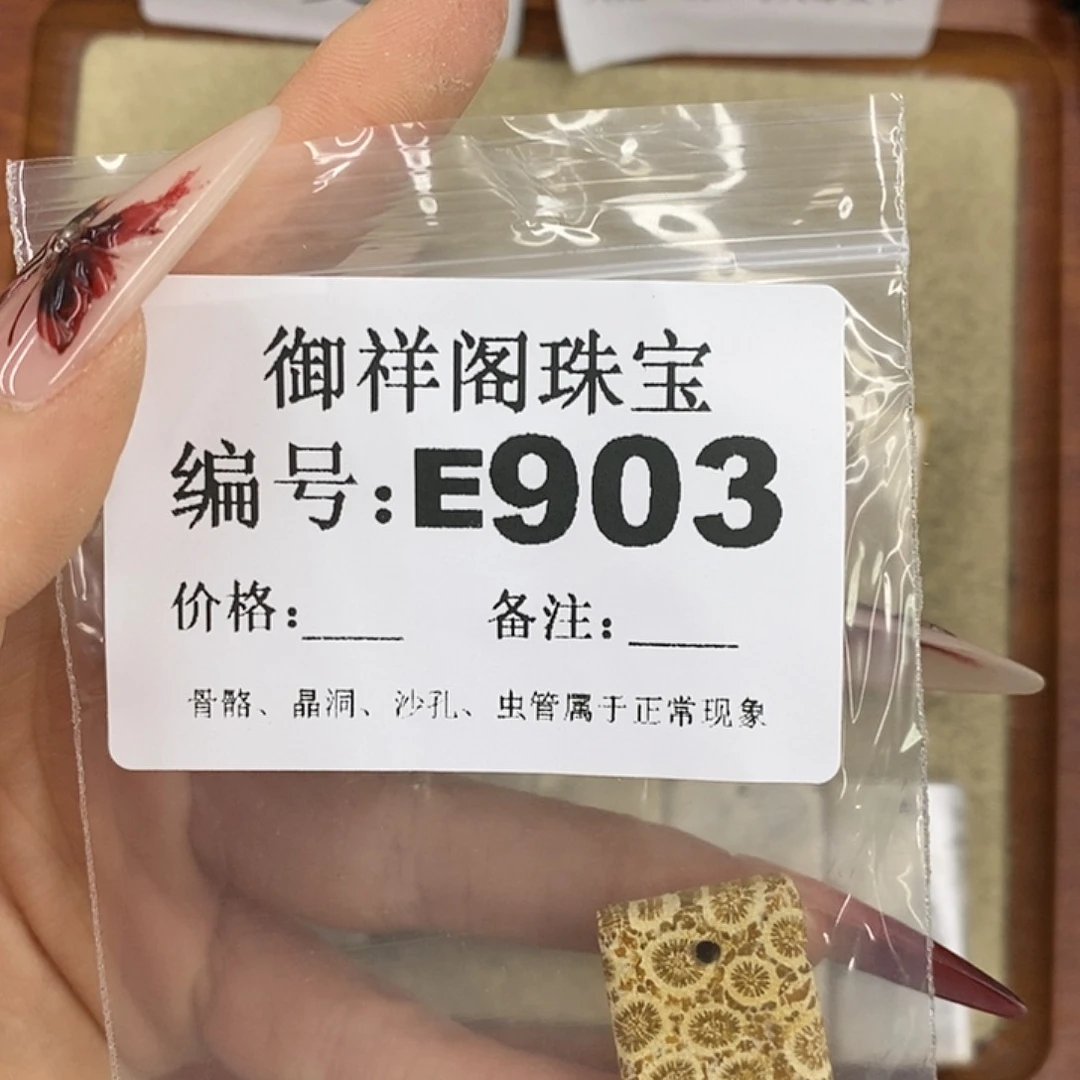 御祥阁珠宝
编号:E903
价格:____ 备注:____
骨骼、晶洞、沙孔、虫管属于正常现象